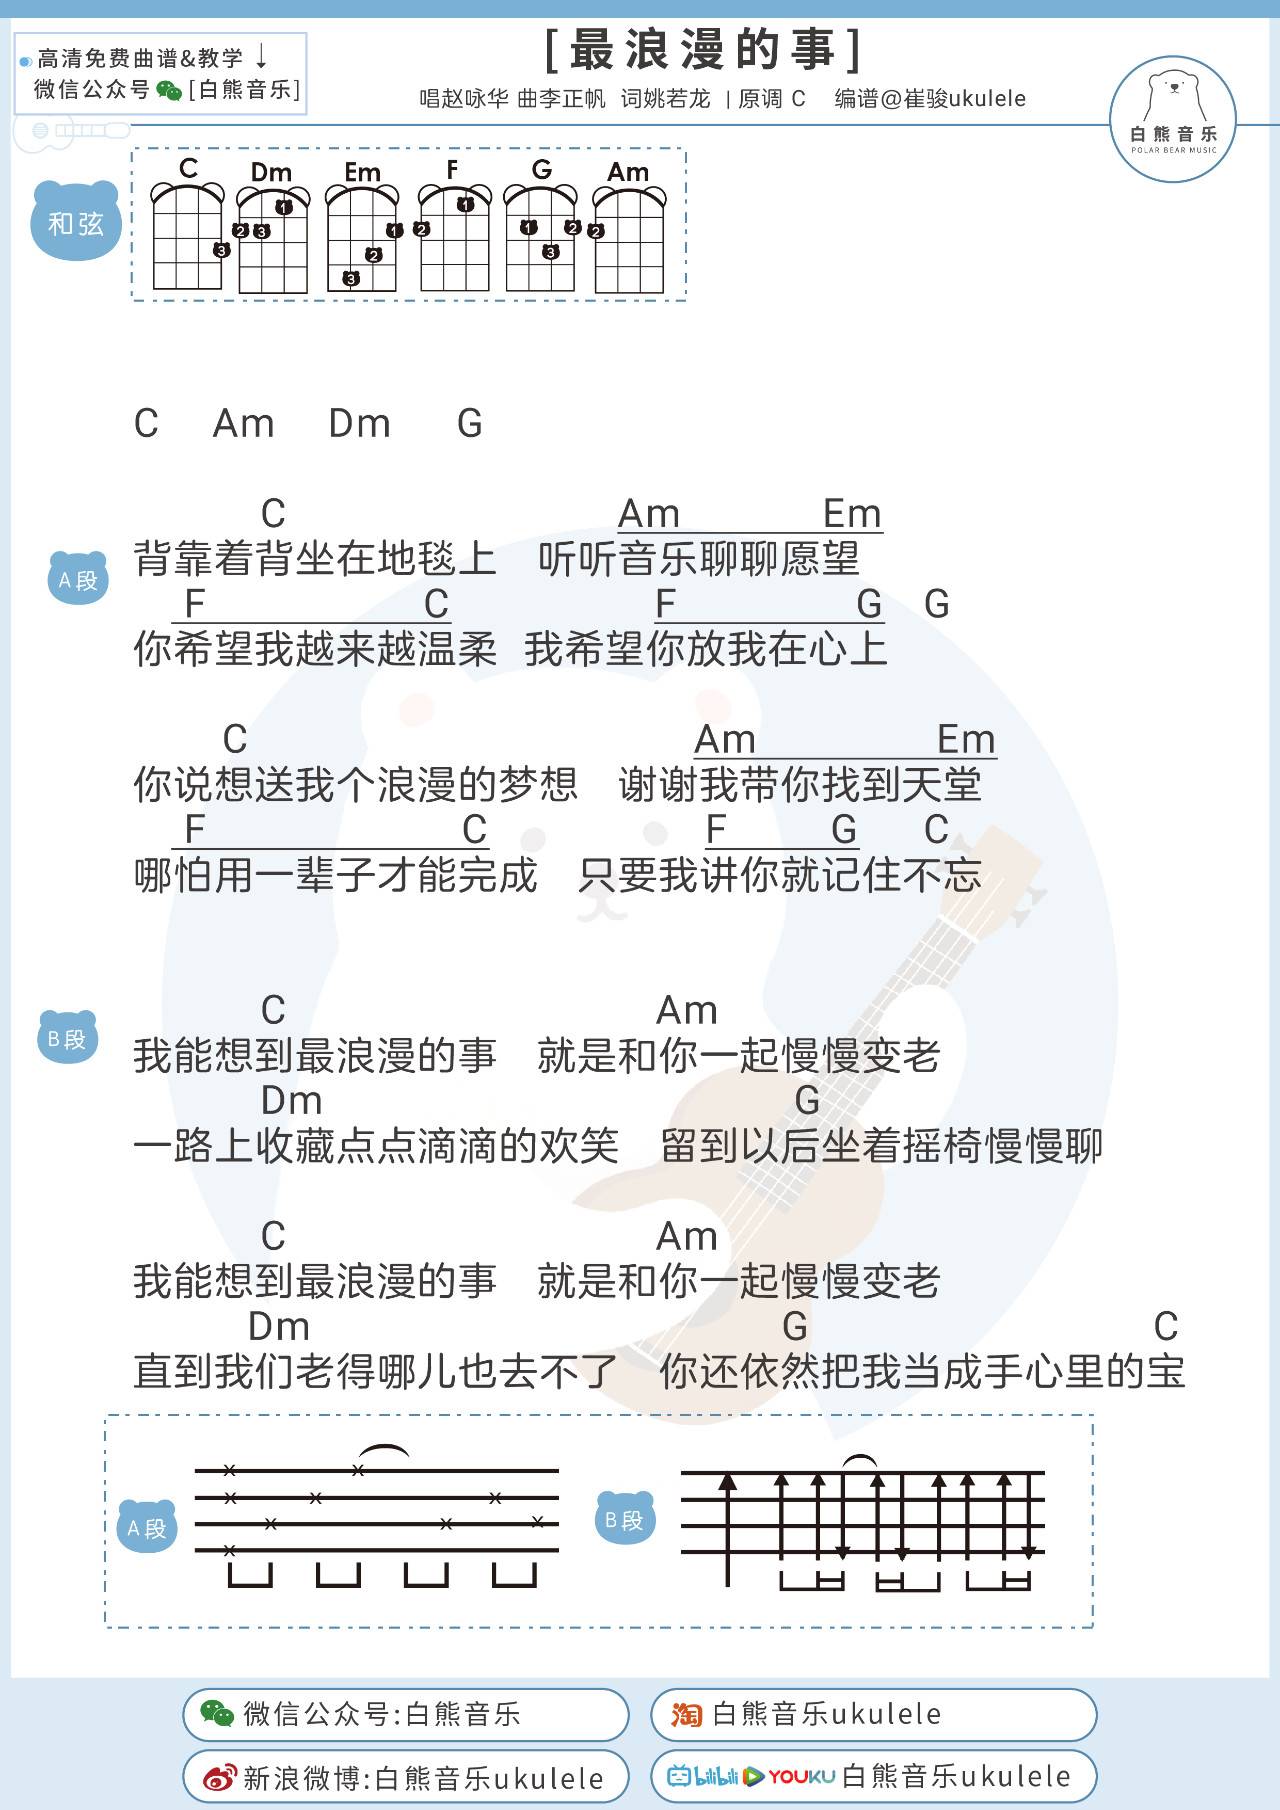 [最浪漫的事]
高清免费曲谱&教学↓
微信公众号 [白熊音乐]
唱赵咏华 曲李正帆 词姚若龙 | 原调 C 编谱@崔骏ukulele
白熊音乐
POLAR BEAR MUSIC
和弦
C Dm Em F G Am
3
2 3 1
3 2 1
2 1
1 3 2
2
C Am Dm G
A段
C Am Em
背靠着背坐在地毯上 听听音乐聊聊愿望
F C F G G
你希望我越来越温柔 我希望你放我在心上
C Am Em
你说想送我个浪漫的梦想 谢谢我带你找到天堂
F C F G C
哪怕用一辈子才能完成 只要我讲你就记住不忘
B段
C Am
我能想到最浪漫的事 就是和你一起慢慢变老
Dm G
一路上收藏点点滴滴的欢笑 留到以后坐着摇椅慢慢聊
C Am
我能想到最浪漫的事 就是和你一起慢慢变老
Dm G C
直到我们老得哪儿也去不了 你还依然把我当成手心里的宝
A段
B段
微信公众号:白熊音乐
淘 白熊音乐ukulele
新浪微博:白熊音乐ukulele
bilibili YOUKU 白熊音乐ukulele